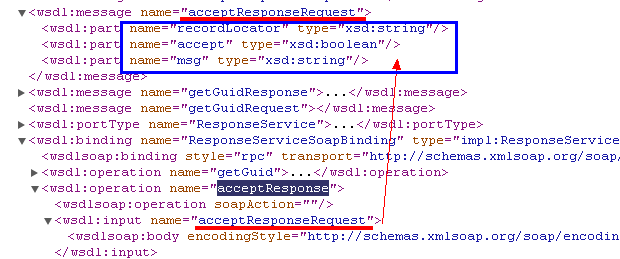 ▼<wsdl:message name="acceptResponseRequest">
<wsdl:part name="recordLocator" type="xsd:string"/>
<wsdl:part name="accept" type="xsd:boolean"/>
<wsdl:part name="msg" type="xsd:string"/>
</wsdl:message>
▶<wsdl:message name="getGuidResponse">...</wsdl:message>
<wsdl:message name="getGuidRequest"></wsdl:message>
▶<wsdl:portType name="ResponseService">...</wsdl:portType>
▼<wsdl:binding name="ResponseServiceSoapBinding" type="impl:ResponseService
<wsdlsoap:binding style="rpc" transport="http://schemas.xmlsoap.org/soap/
▶<wsdl:operation name="getGuid">...</wsdl:operation>
▼<wsdl:operation name="acceptResponse">
<wsdlsoap:operation soapAction=""/>
▼<wsdl:input name="acceptResponseRequest">
<wsdlsoap:body encodingStyle="http://schemas.xmlsoap.org/soap/encodin
</wsdl:input>